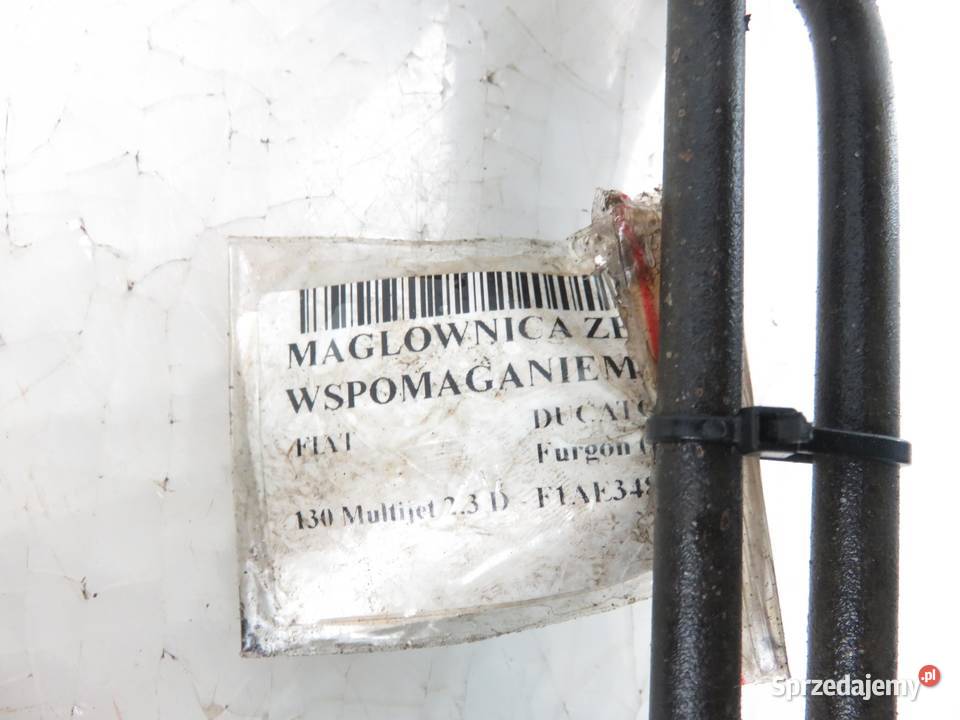 MAGLOWNICA ZE
WSPOMAGANIEM
FIAT DUCATO
Furgon (
130 Multijet 2.3 D - F1AE348
Sprzedajemy.pl